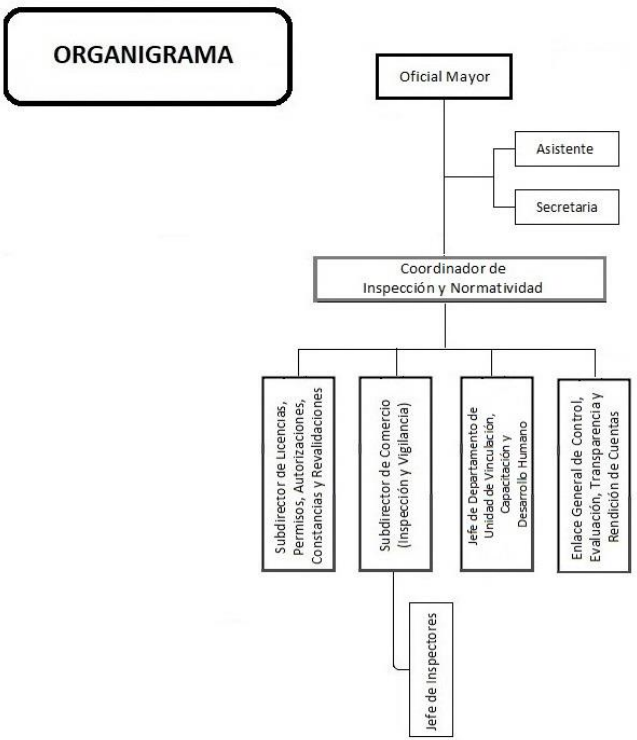 ORGANIGRAMA
Oficial Mayor
Asistente
Secretaria
Coordinador de
Inspección y Normatividad
Subdirector de Licencias,
Permisos, Autorizaciones,
Constancias y Revalidaciones
Subdirector de Comercio
(Inspección y Vigilancia)
Jefe de Departamento de
Unidad de Vinculación,
Capacitación y
Desarrollo Humano
Enlace General de Control,
Evaluación, Transparencia y
Rendición de Cuentas
Jefe de Inspectores